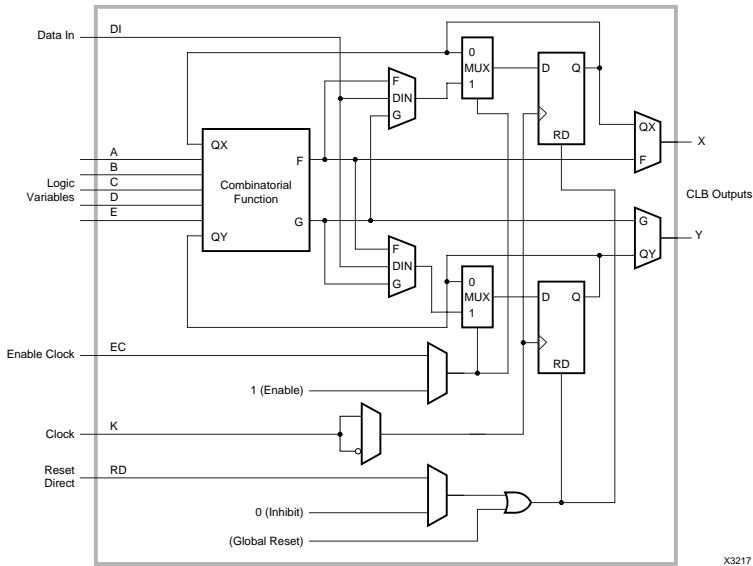 Data In
DI
0
MUX
1
D
Q
RD
F
DIN
G
QX
F
X
QX
A
B
C
D
E
Logic
Variables
Combinatorial
Function
F
G
QY
CLB Outputs
G
QY
Y
F
DIN
G
0
MUX
1
D
Q
RD
Enable Clock
EC
1 (Enable)
Clock
K
Reset
Direct
RD
0 (Inhibit)
(Global Reset)
X3217